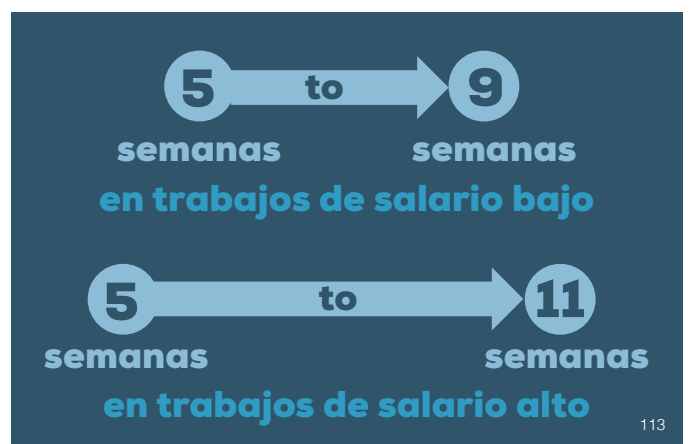 5 to 9
semanas semanas
en trabajos de salario bajo
5 to 11
semanas semanas
en trabajos de salario alto
113